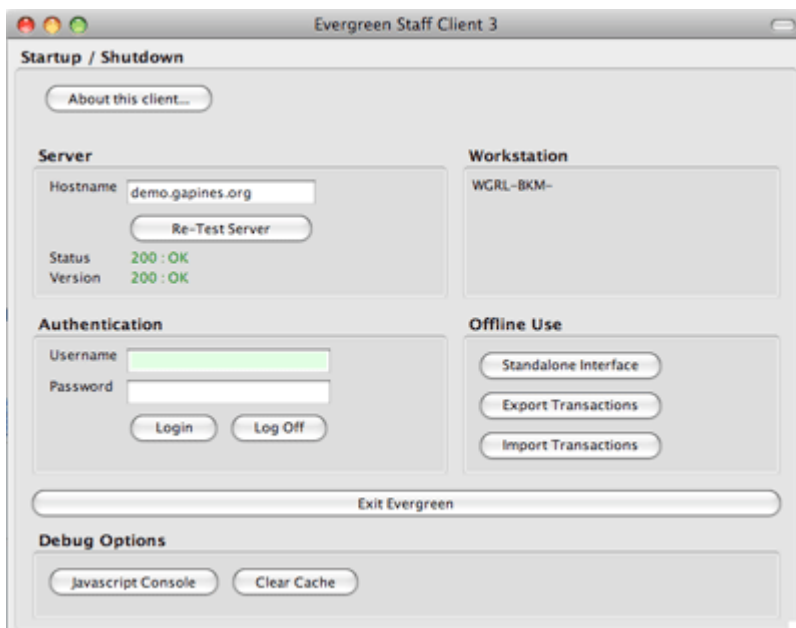 Evergreen Staff Client 3
Startup / Shutdown
About this client...
Server
Hostname demo.gapines.org
Re-Test Server
Status 200 : OK
Version 200 : OK
Workstation
WGRL-BKM-
Authentication
Username
Password
Login Log Off
Offline Use
Standalone Interface
Export Transactions
Import Transactions
Exit Evergreen
Debug Options
Javascript Console Clear Cache